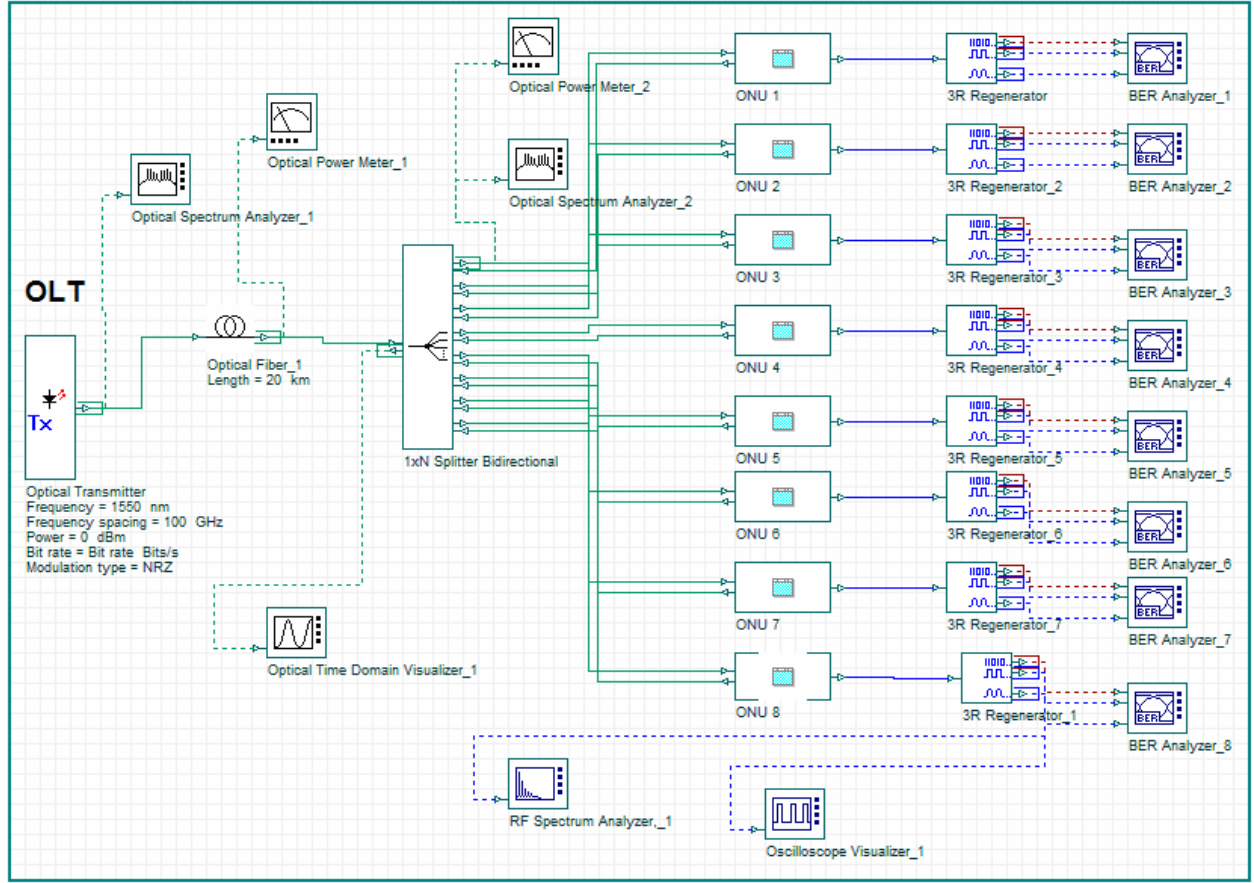 Optical Power Meter_2
ONU 1
3R Regenerator
BER Analyzer_1
Optical Power Meter_1
ONU 2
3R Regenerator_2
BER Analyzer_2
Optical Spectrum Analyzer_1
Optical Spectrum Analyzer_2
ONU 3
3R Regenerator_3
BER Analyzer_3
OLT
Optical Fiber_1
Length = 20 km
ONU 4
3R Regenerator_4
BER Analyzer_4
Tx
1xN Splitter Bidirectional
ONU 5
3R Regenerator_5
BER Analyzer_5
Optical Transmitter
Frequency = 1550 nm
Frequency spacing = 100 GHz
Power = 0 dBm
Bit rate = Bit rate Bits/s
Modulation type = NRZ
ONU 6
3R Regenerator_6
BER Analyzer_6
ONU 7
3R Regenerator_7
BER Analyzer_7
Optical Time Domain Visualizer_1
ONU 8
3R Regenerator_1
BER Analyzer_8
RF Spectrum Analyzer,_1
Oscilloscope Visualizer_1